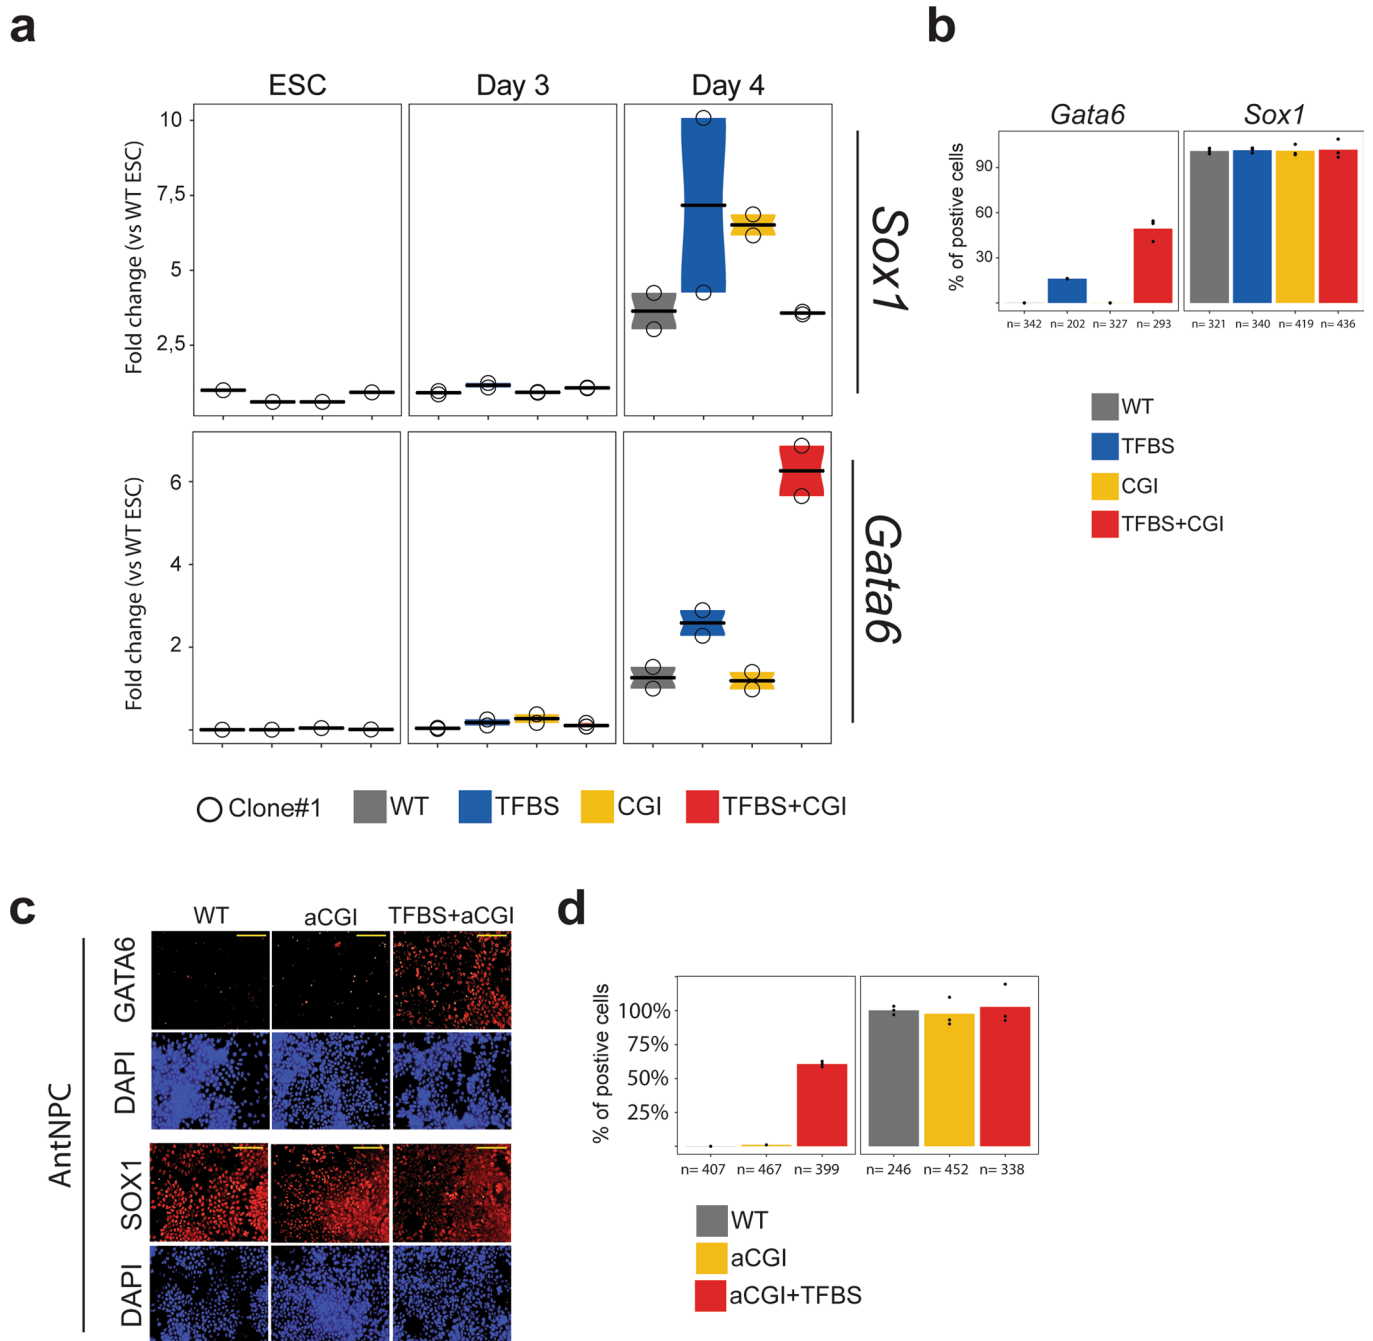 a
ESC
Day 3
Day 4
Fold change (vs WT ESC)
10
7,5
5
2,5
Sox1
Fold change (vs WT ESC)
6
4
2
Gata6
Clone#1
WT
TFBS
CGI
TFBS+CGI
b
Gata6
Sox1
% of postive cells
90
60
30
n= 342
n= 202
n= 327
n= 293
n= 321
n= 340
n= 419
n= 436
WT
TFBS
CGI
TFBS+CGI
c
WT
aCGI
TFBS+aCGI
AntNPC
GATA6
DAPI
SOX1
DAPI
d
% of postive cells
100%
75%
50%
25%
n= 407
n= 467
n= 399
n= 246
n= 452
n= 338
WT
aCGI
aCGI+TFBS